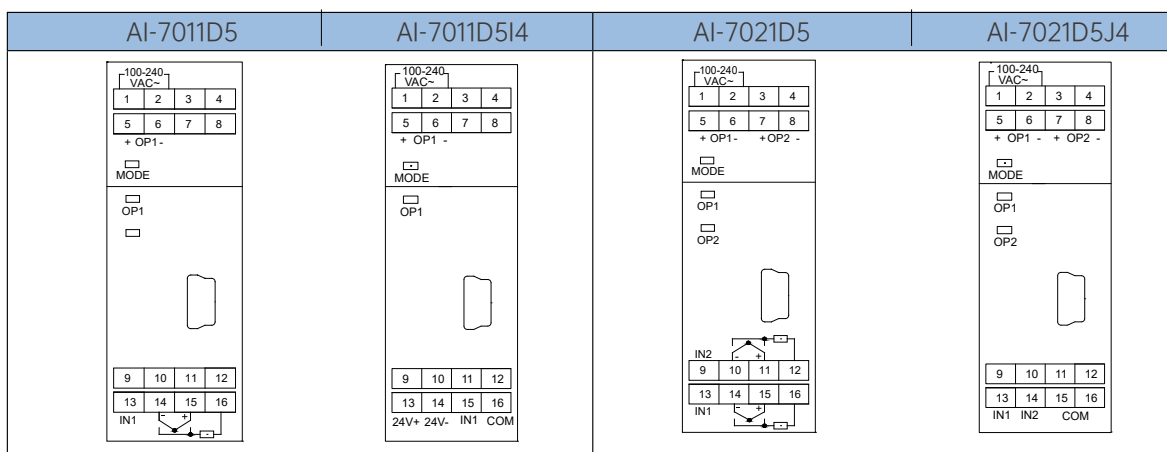 AI-7011D5 AI-7011D5I4 AI-7021D5 AI-7021D5J4
100-240
VAC~
1 2 3 4
5 6 7 8
+ OP1 -
MODE
OP1
9 10 11 12
13 14 15 16
IN1 - +
100-240
VAC~
1 2 3 4
5 6 7 8
+ OP1 -
MODE
OP1
9 10 11 12
13 14 15 16
24V+ 24V- IN1 COM
100-240
VAC~
1 2 3 4
5 6 7 8
+ OP1 - + OP2 -
MODE
OP1
OP2
IN2 - +
9 10 11 12
13 14 15 16
IN1 - +
100-240
VAC~
1 2 3 4
5 6 7 8
+ OP1 - + OP2 -
MODE
OP1
OP2
9 10 11 12
13 14 15 16
IN1 IN2 COM